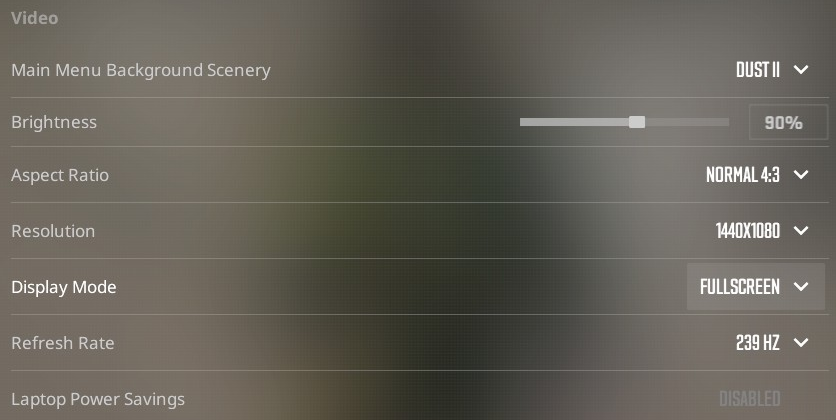 Video
Main Menu Background Scenery DUST II
Brightness 90%
Aspect Ratio NORMAL 4:3
Resolution 1440X1080
Display Mode FULLSCREEN
Refresh Rate 239 HZ
Laptop Power Savings DISABLED